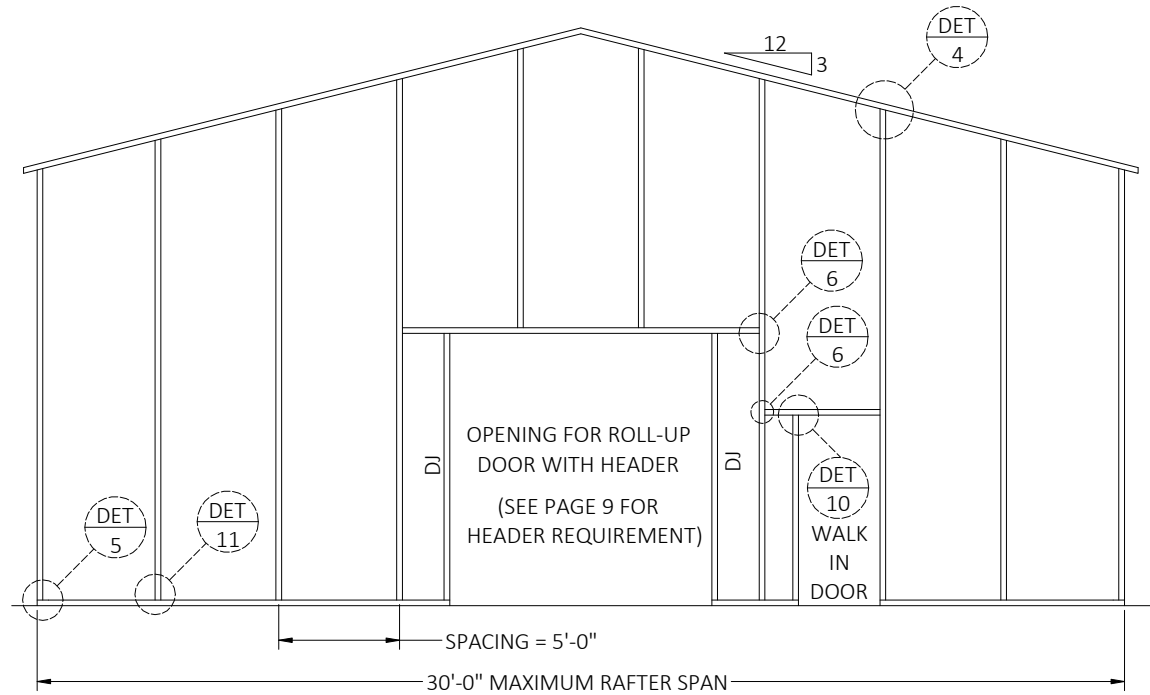 DET
4
12
3
DET
6
DET
6
OPENING FOR ROLL-UP
DOOR WITH HEADER
(SEE PAGE 9 FOR
HEADER REQUIREMENT)
DJ
DJ
DET
10
WALK
IN
DOOR
DET
5
DET
11
SPACING = 5'-0"
30'-0" MAXIMUM RAFTER SPAN